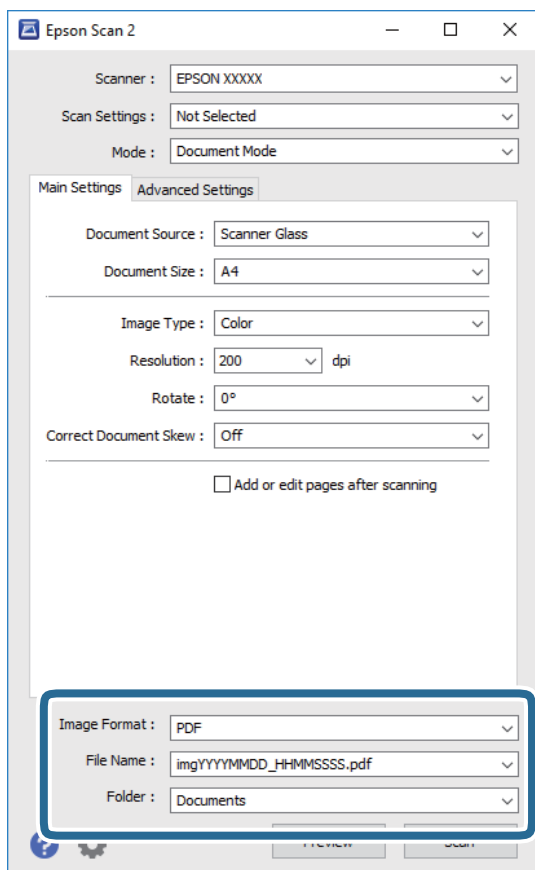 Epson Scan 2
Scanner : EPSON XXXXX
Scan Settings : Not Selected
Mode : Document Mode
Main Settings Advanced Settings
Document Source : Scanner Glass
Document Size : A4
Image Type : Color
Resolution : 200 dpi
Rotate : 0°
Correct Document Skew : Off
Add or edit pages after scanning
Image Format : PDF
File Name : imgYYYYMMDD_HHMMSSSS.pdf
Folder : Documents
? Preview Scan